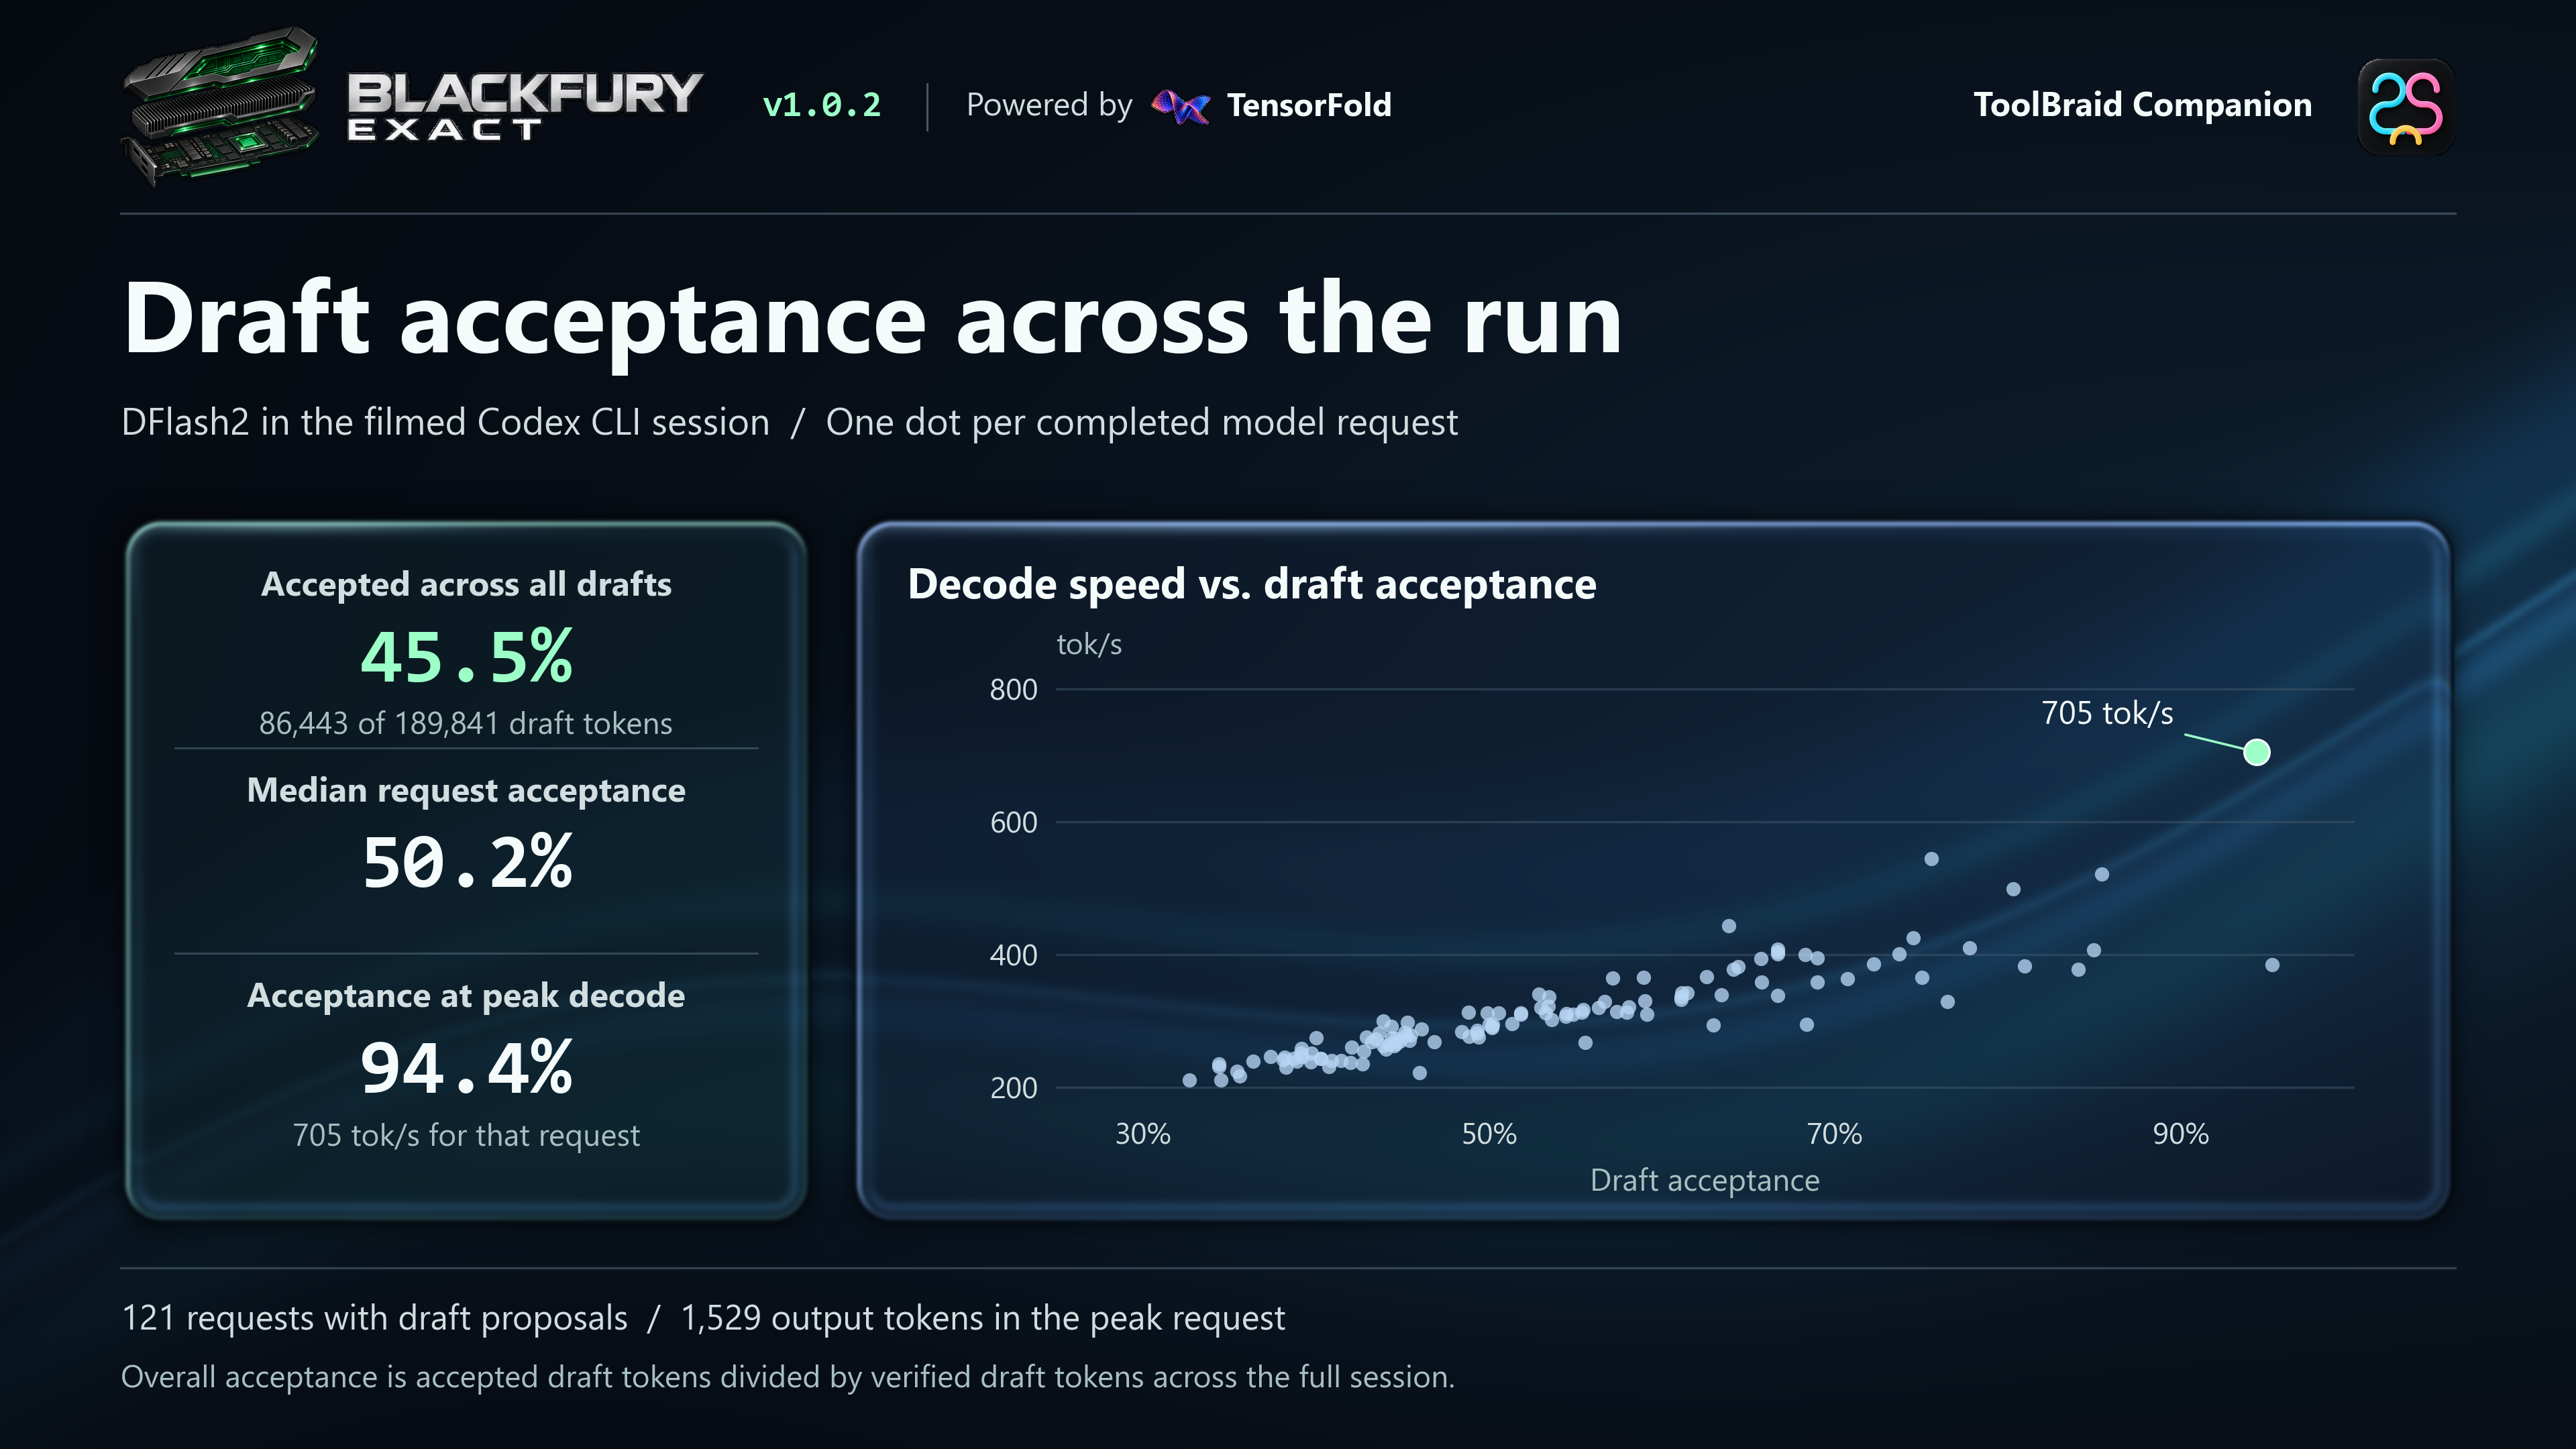 BLACKFURY
EXACT
v1.0.2
Powered by TensorFold
ToolBraid Companion
Draft acceptance across the run
DFlash2 in the filmed Codex CLI session / One dot per completed model request
Accepted across all drafts
45.5%
86,443 of 189,841 draft tokens
Median request acceptance
50.2%
Acceptance at peak decode
94.4%
705 tok/s for that request
Decode speed vs. draft acceptance
tok/s
800
705 tok/s
600
400
200
30% 50% 70% 90%
Draft acceptance
121 requests with draft proposals / 1,529 output tokens in the peak request
Overall acceptance is accepted draft tokens divided by verified draft tokens across the full session.